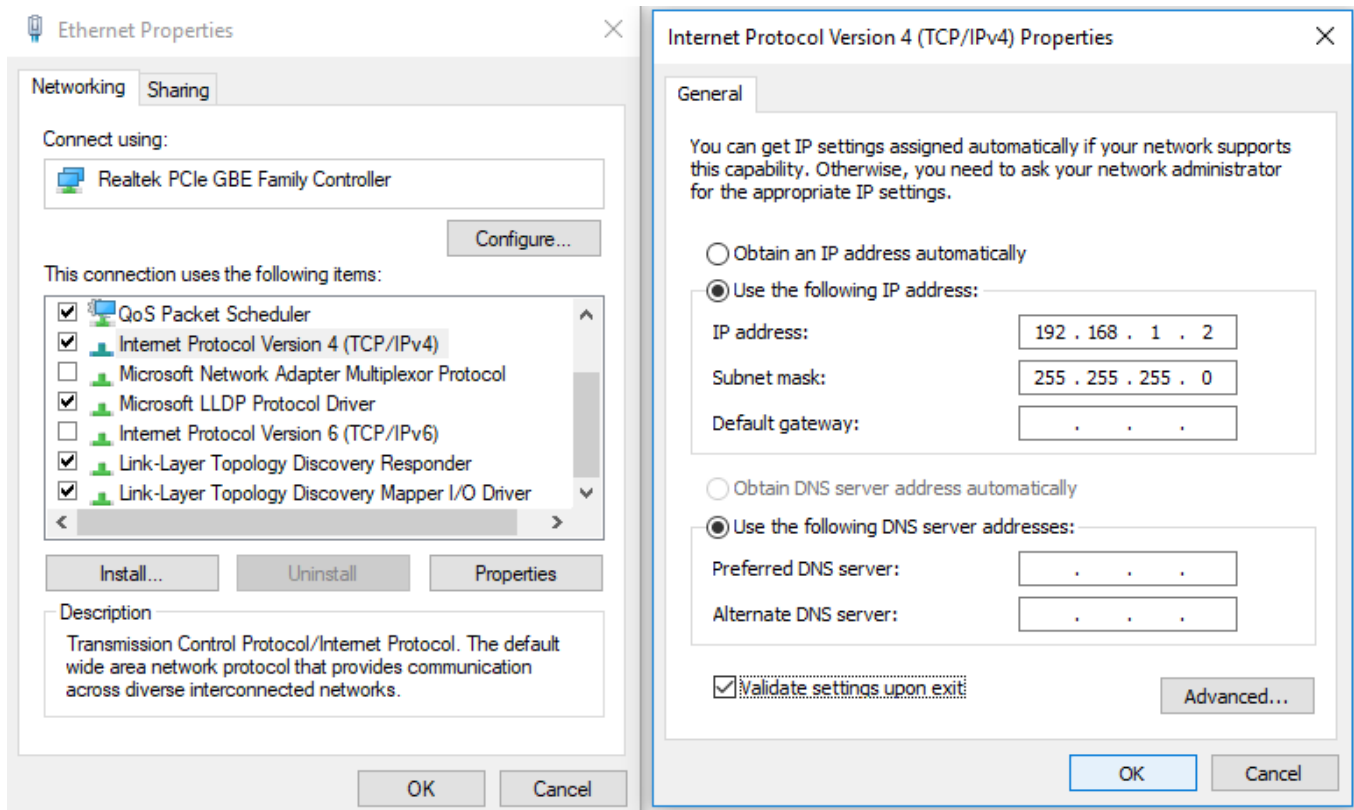 Ethernet Properties
Networking
Sharing
Connect using:
Realtek PCIe GBE Family Controller
Configure...
This connection uses the following items:
QoS Packet Scheduler
Internet Protocol Version 4 (TCP/IPv4)
Microsoft Network Adapter Multiplexor Protocol
Microsoft LLDP Protocol Driver
Internet Protocol Version 6 (TCP/IPv6)
Link-Layer Topology Discovery Responder
Link-Layer Topology Discovery Mapper I/O Driver
Install...
Uninstall
Properties
Description
Transmission Control Protocol/Internet Protocol. The default
wide area network protocol that provides communication
across diverse interconnected networks.
OK
Cancel
Internet Protocol Version 4 (TCP/IPv4) Properties
General
You can get IP settings assigned automatically if your network supports
this capability. Otherwise, you need to ask your network administrator
for the appropriate IP settings.
Obtain an IP address automatically
Use the following IP address:
IP address:
192 . 168 . 1 . 2
Subnet mask:
255 . 255 . 255 . 0
Default gateway:
. . .
Obtain DNS server address automatically
Use the following DNS server addresses:
Preferred DNS server:
. . .
Alternate DNS server:
. . .
Validate settings upon exit
Advanced...
OK
Cancel